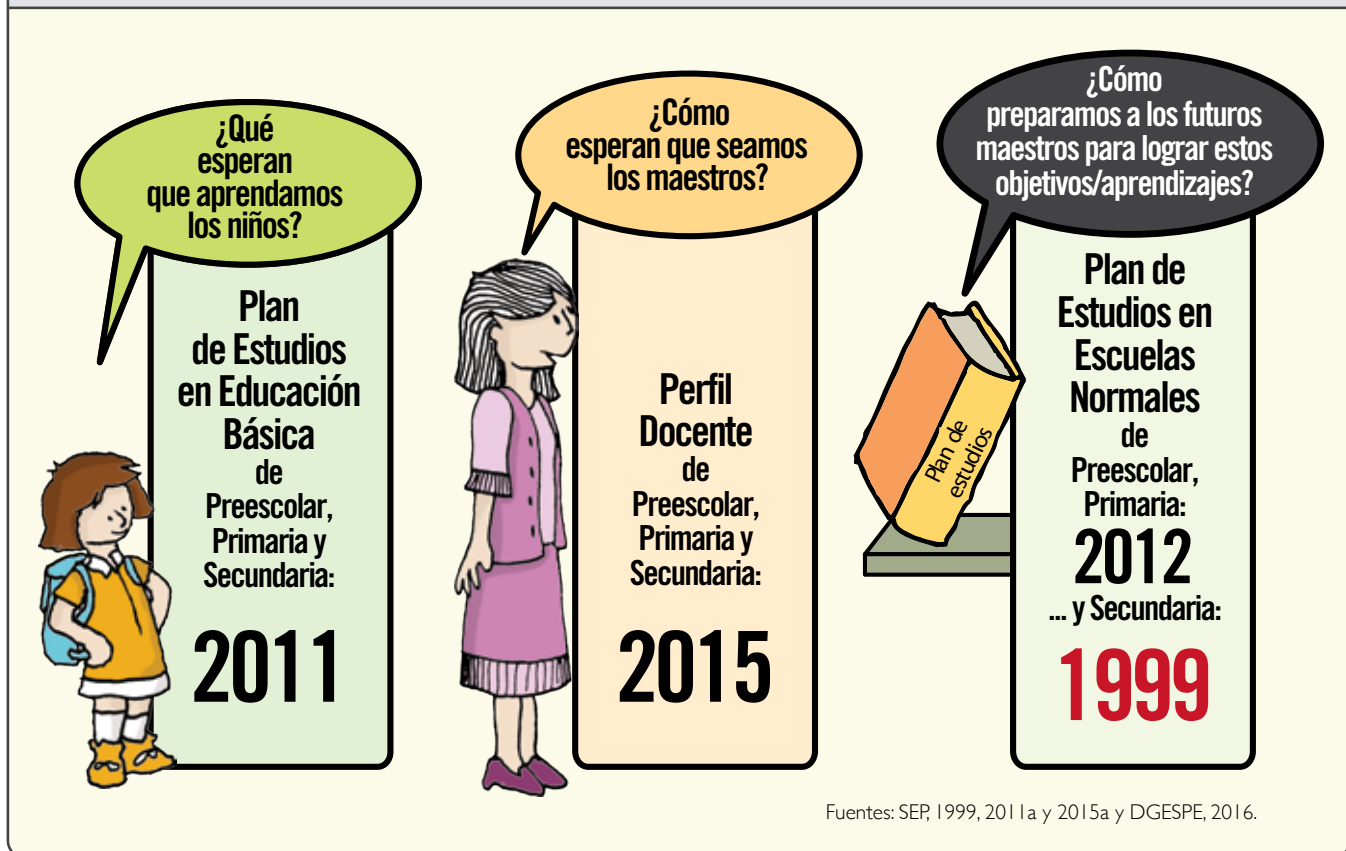 ¿Qué
esperan
que aprendamos
los niños?
Plan
de Estudios
en Educación
Básica
de
Preescolar,
Primaria y
Secundaria:
2011
¿Cómo
esperan que seamos
los maestros?
Perfil
Docente
de
Preescolar,
Primaria y
Secundaria:
2015
¿Cómo
preparamos a los futuros
maestros para lograr estos
objetivos/aprendizajes?
Plan de
estudios
Plan de
Estudios en
Escuelas
Normales
de
Preescolar,
Primaria:
2012
... y Secundaria:
1999
Fuentes: SEP, 1999, 2011a y 2015a y DGESPE, 2016.